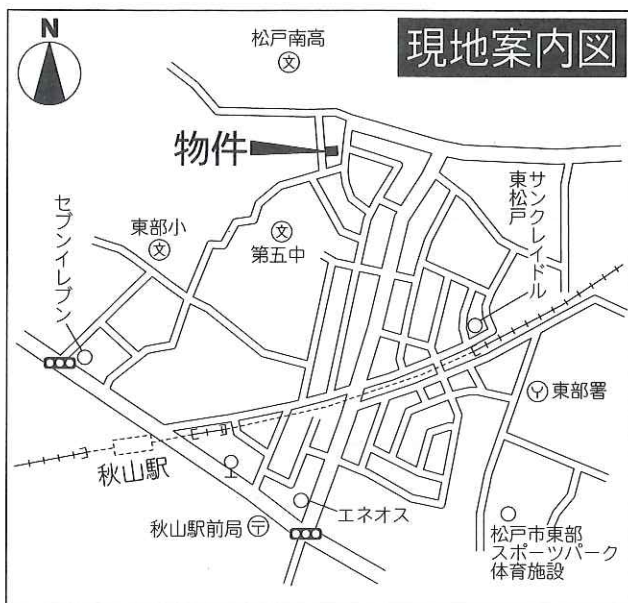 N
現地案内図
松戸南高
文
物件
サンクレイドル
東松戸
セブンイレブン
東部小
文
文
第五中
東部署
秋山駅
エネオス
秋山駅前局
〒
松戸市東部
スポーツパーク
体育施設